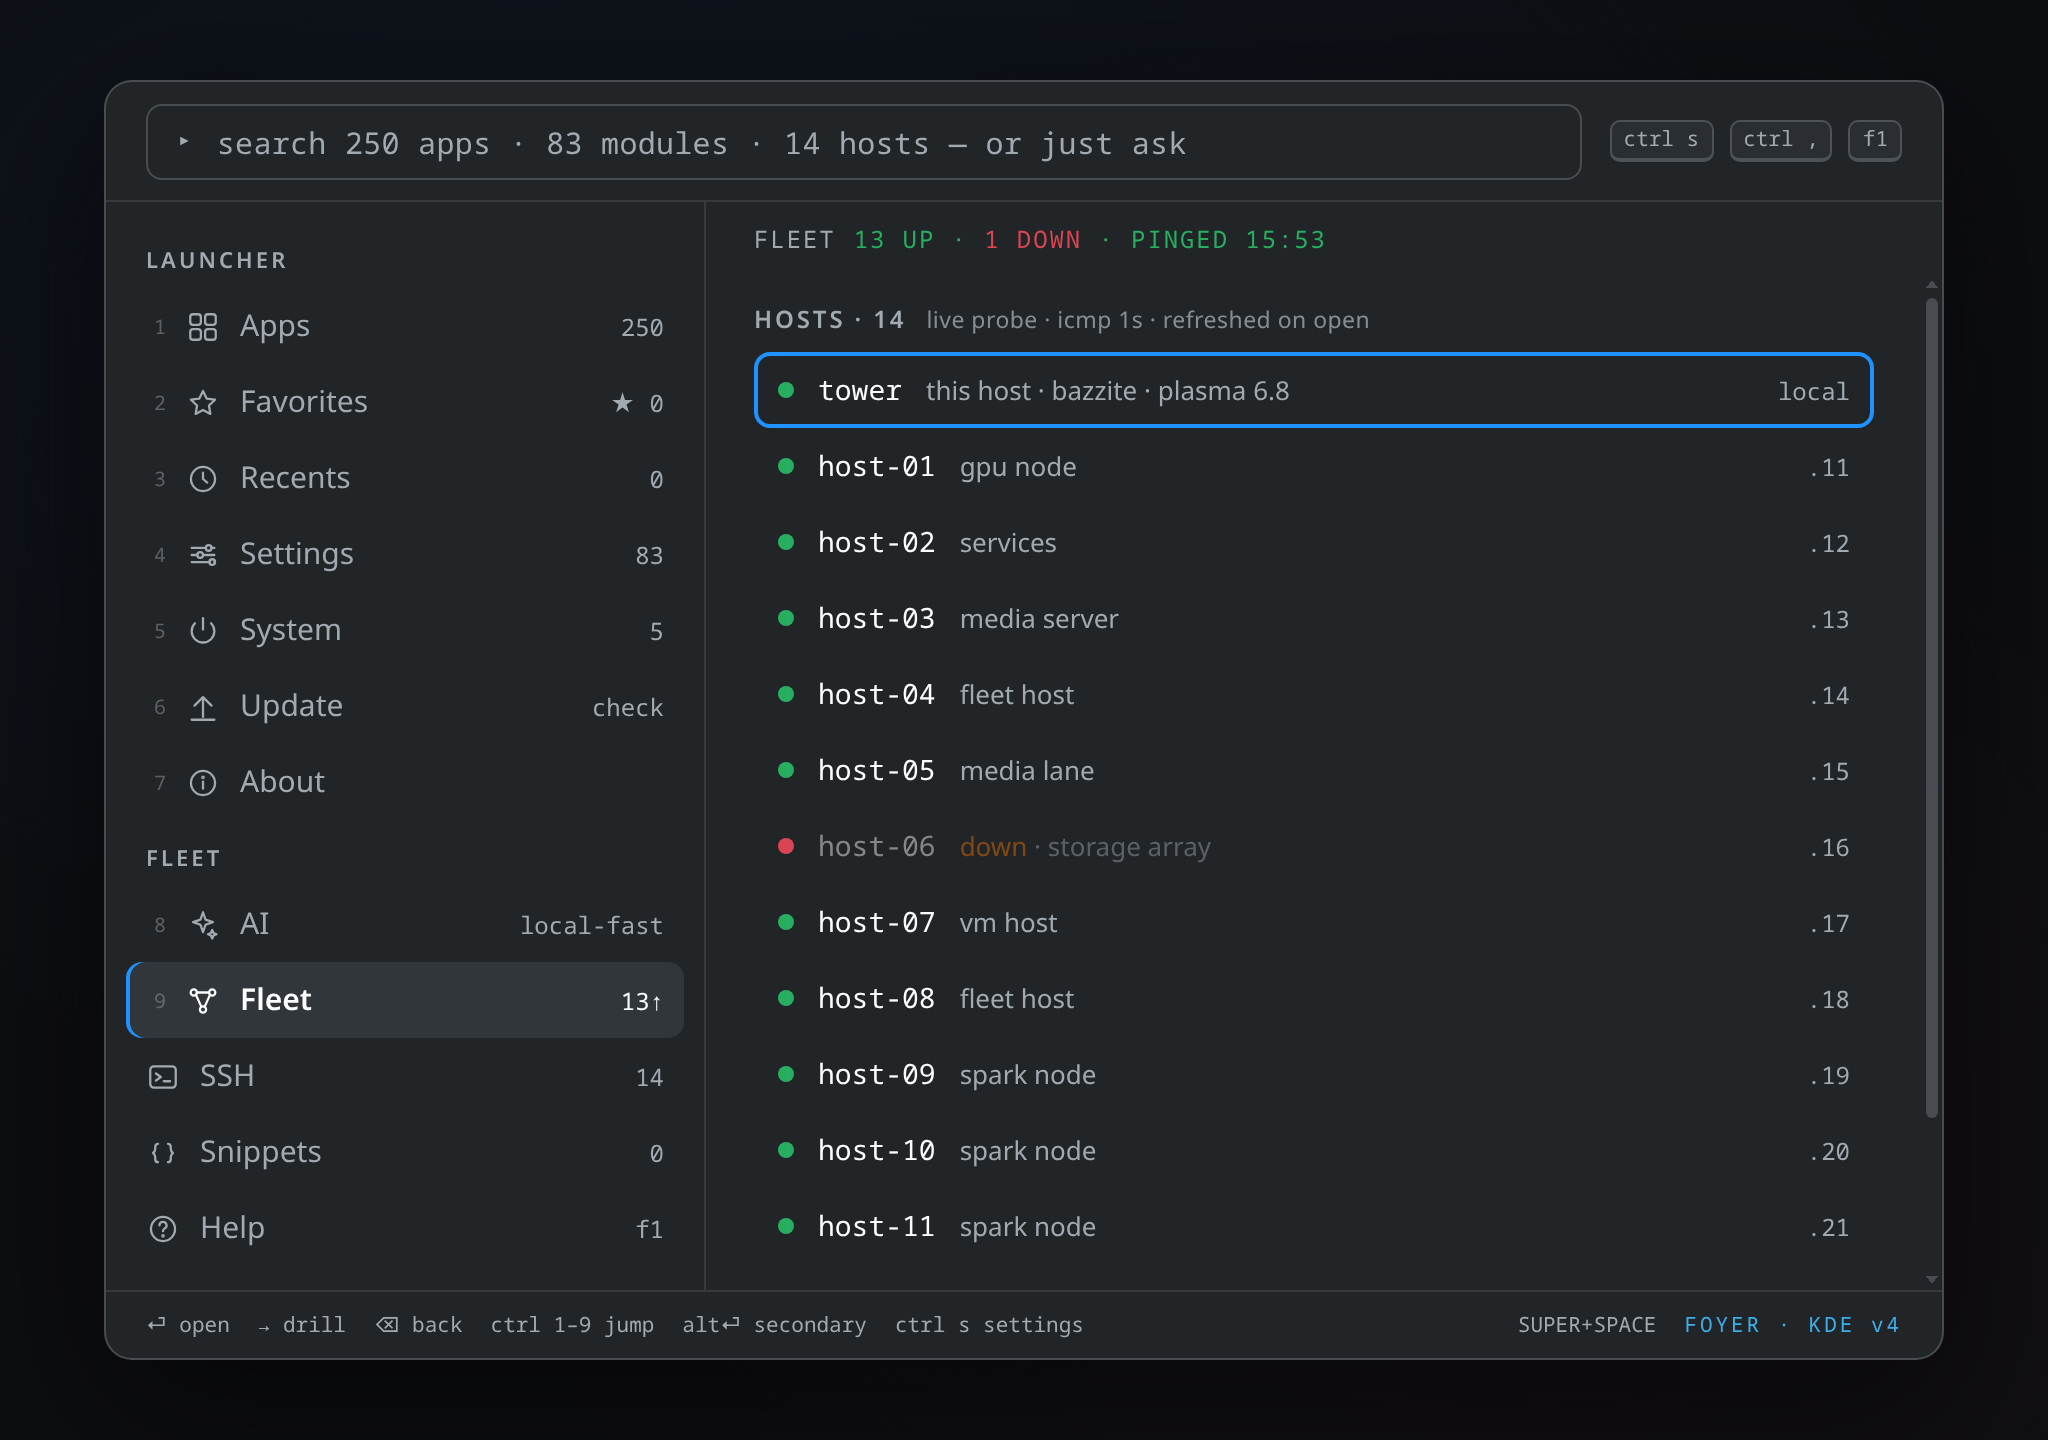 ‣ search 250 apps · 83 modules · 14 hosts — or just ask
ctrl s ctrl , f1
LAUNCHER
1 Apps 250
2 Favorites ★ 0
3 Recents 0
4 Settings 83
5 System 5
6 Update check
7 About
FLEET
8 AI local-fast
9 Fleet 13↑
SSH 14
Snippets 0
Help f1
FLEET 13 UP · 1 DOWN · PINGED 15:53
HOSTS · 14 live probe · icmp 1s · refreshed on open
tower this host · bazzite · plasma 6.8 local
host-01 gpu node .11
host-02 services .12
host-03 media server .13
host-04 fleet host .14
host-05 media lane .15
host-06 down · storage array .16
host-07 vm host .17
host-08 fleet host .18
host-09 spark node .19
host-10 spark node .20
host-11 spark node .21
⏎ open → drill ⌫ back ctrl 1–9 jump alt⏎ secondary ctrl s settings
SUPER+SPACE FOYER · KDE v4